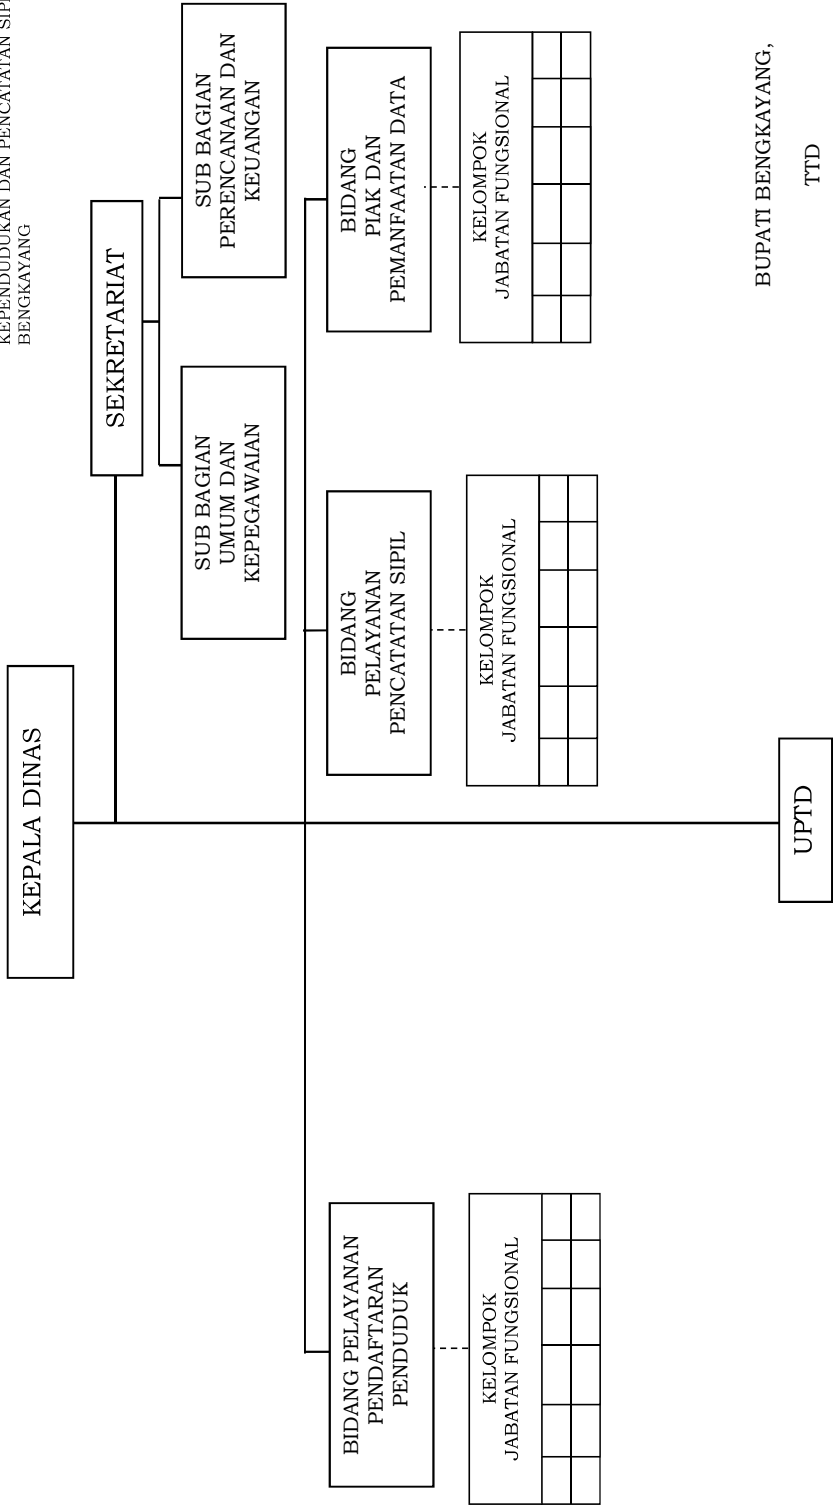 KEPENDUDUKAN DAN PENCATATAN
BENGKAYANG
KEPALA DINAS
SEKRETARIAT
SUB BAGIAN
UMUM DAN
KEPEGAWAIAN
SUB BAGIAN
PERENCANAAN DAN
KEUANGAN
BIDANG PELAYANAN
PENDAFTARAN
PENDUDUK
BIDANG
PELAYANAN
PENCATATAN SIPIL
BIDANG
PIAK DAN
PEMANFAATAN DATA
KELOMPOK
JABATAN FUNGSIONAL
KELOMPOK
JABATAN FUNGSIONAL
KELOMPOK
JABATAN FUNGSIONAL
UPTD
BUPATI BENGKAYANG,
TTD